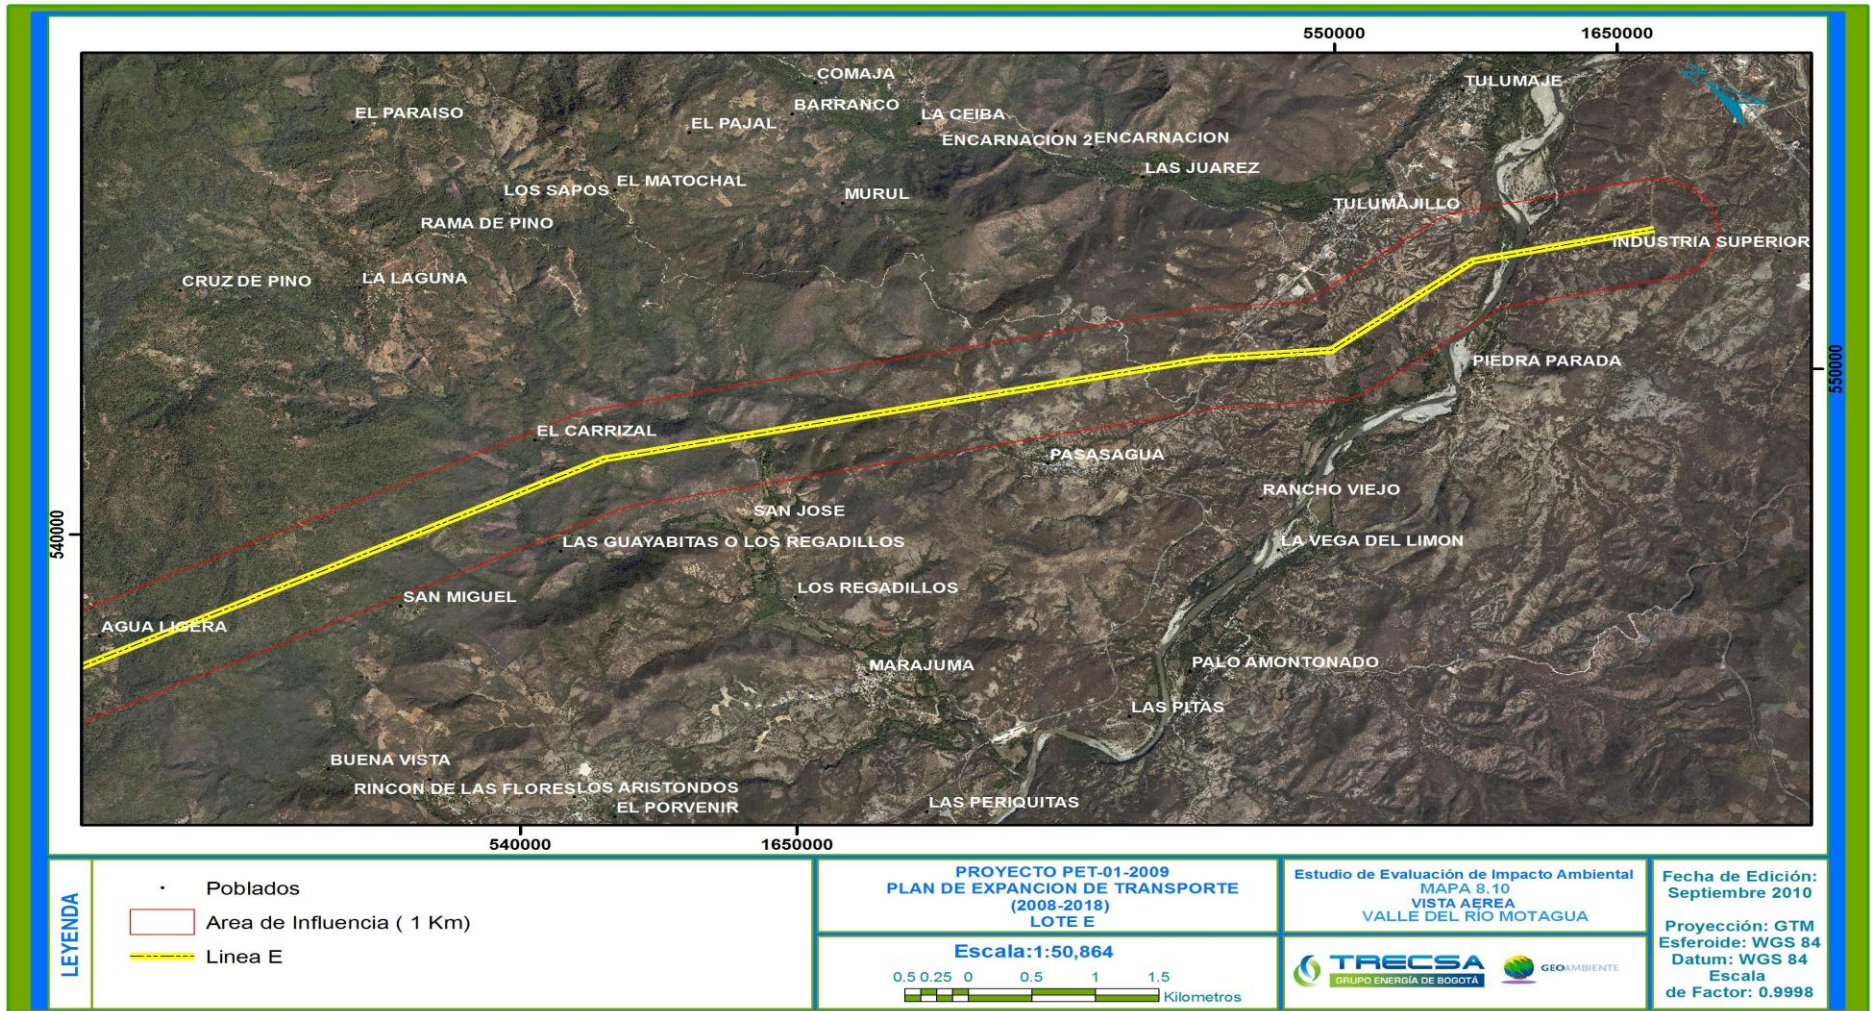 550000
1650000
COMAJA
TULUMAJE
BARRANCO
EL PARAISO
LA CEIBA
EL PAJAL
ENCARNACION 2
ENCARNACION
LAS JUAREZ
EL MATOCHAL
LOS SAPOS
MURUL
TULUMAJILLO
RAMA DE PINO
INDUSTRIA SUPERIOR
LA LAGUNA
CRUZ DE PINO
PIEDRA PARADA
550000
EL CARRIZAL
PASASAGUA
RANCHO VIEJO
SAN JOSE
540000
LAS GUAYABITAS O LOS REGADILLOS
LA VEGA DEL LIMON
LOS REGADILLOS
SAN MIGUEL
AGUA LIGERA
MARAJUMA
PALO AMONTONADO
LAS PITAS
BUENA VISTA
RINCON DE LAS FLORES
LOS ARISTONDOS
LAS PERIQUITAS
EL PORVENIR
540000
1650000
LEYENDA
Poblados
Area de Influencia ( 1 Km)
Linea E
PROYECTO PET-01-2009
PLAN DE EXPANCION DE TRANSPORTE
(2008-2018)
LOTE E
Escala:1:50,864
0.5 0.25 0 0.5 1 1.5
Kilometros
Estudio de Evaluación de Impacto Ambiental
MAPA 8.10
VISTA AEREA
VALLE DEL RÍO MOTAGUA
TRECSA
GRUPO ENERGÍA DE BOGOTÁ
GEOAMBIENTE
Fecha de Edición:
Septiembre 2010
Proyección: GTM
Esferoide: WGS 84
Datum: WGS 84
Escala
de Factor: 0.9998